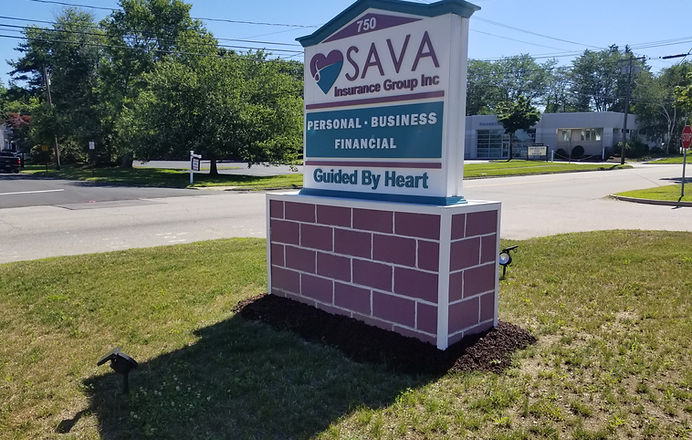 750
SAVA
Insurance Group Inc
PERSONAL · BUSINESS
FINANCIAL
Guided By Heart